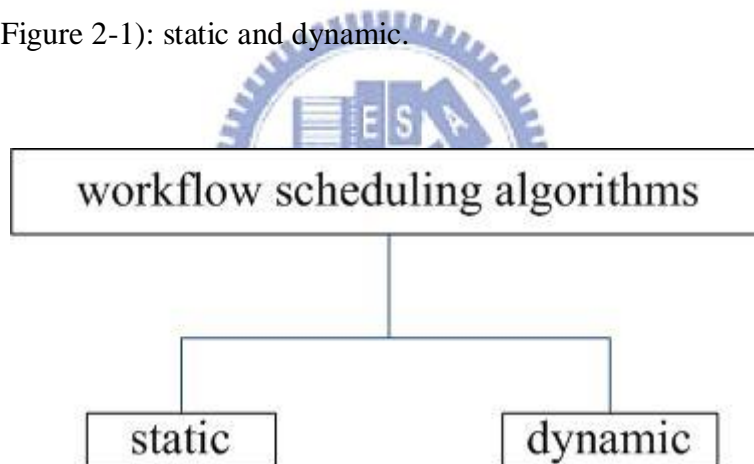 Figure 2-1): static and dynamic.
E S A
workflow scheduling algorithms
static
dynamic